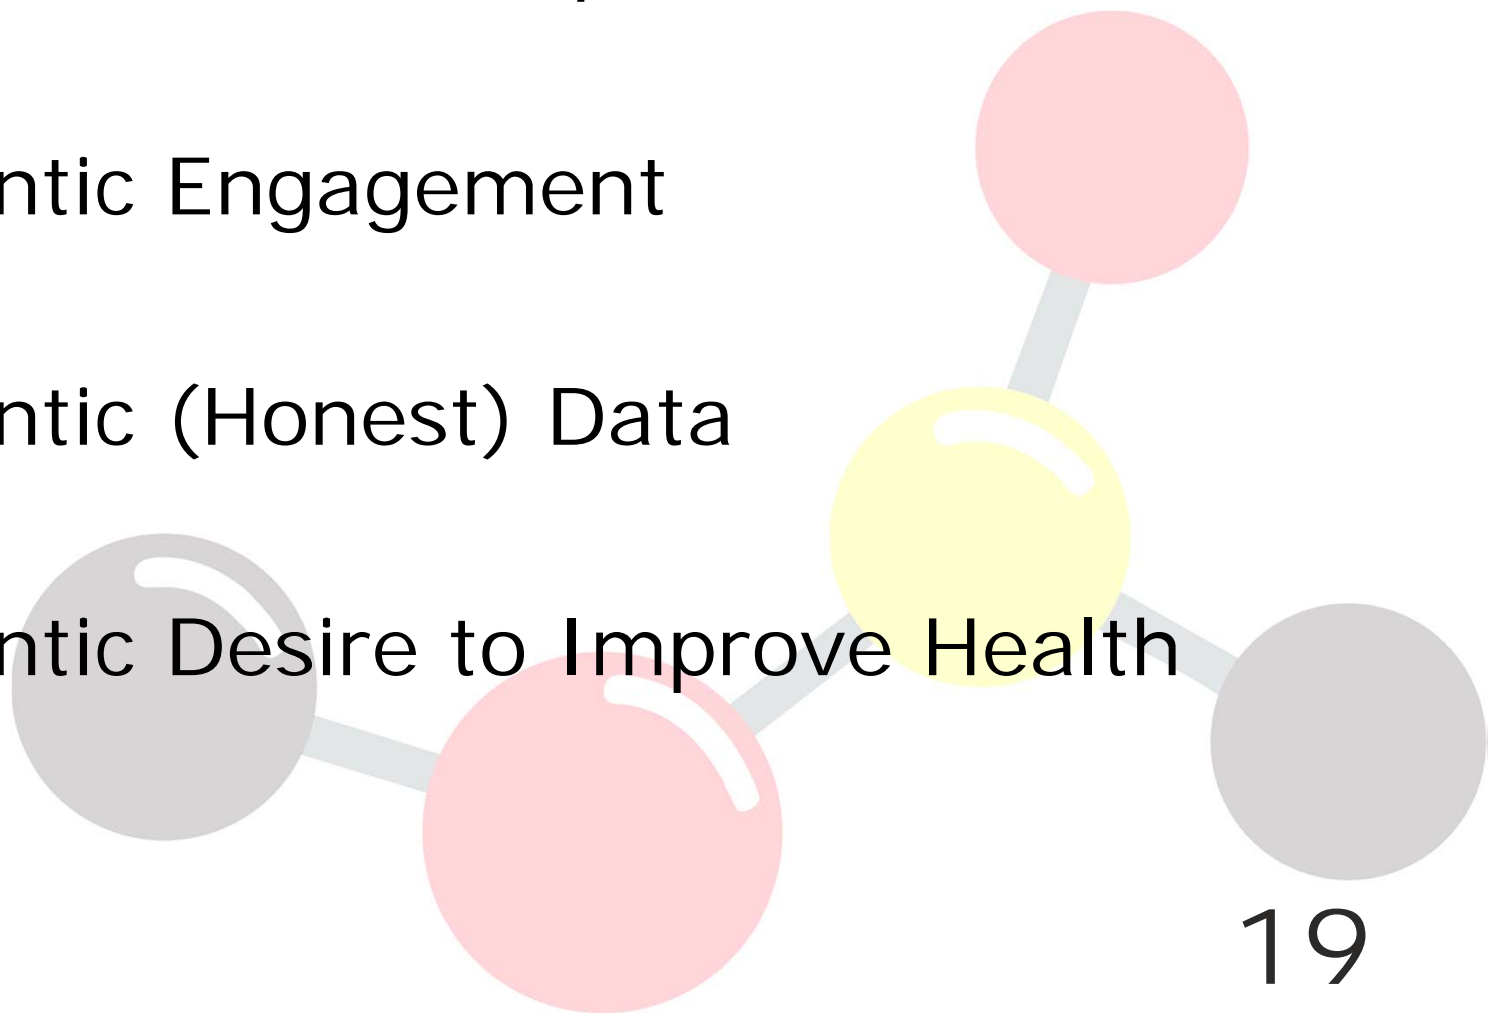 ntic Engagement
ntic (Honest) Data
ntic Desire to Improve Health
19